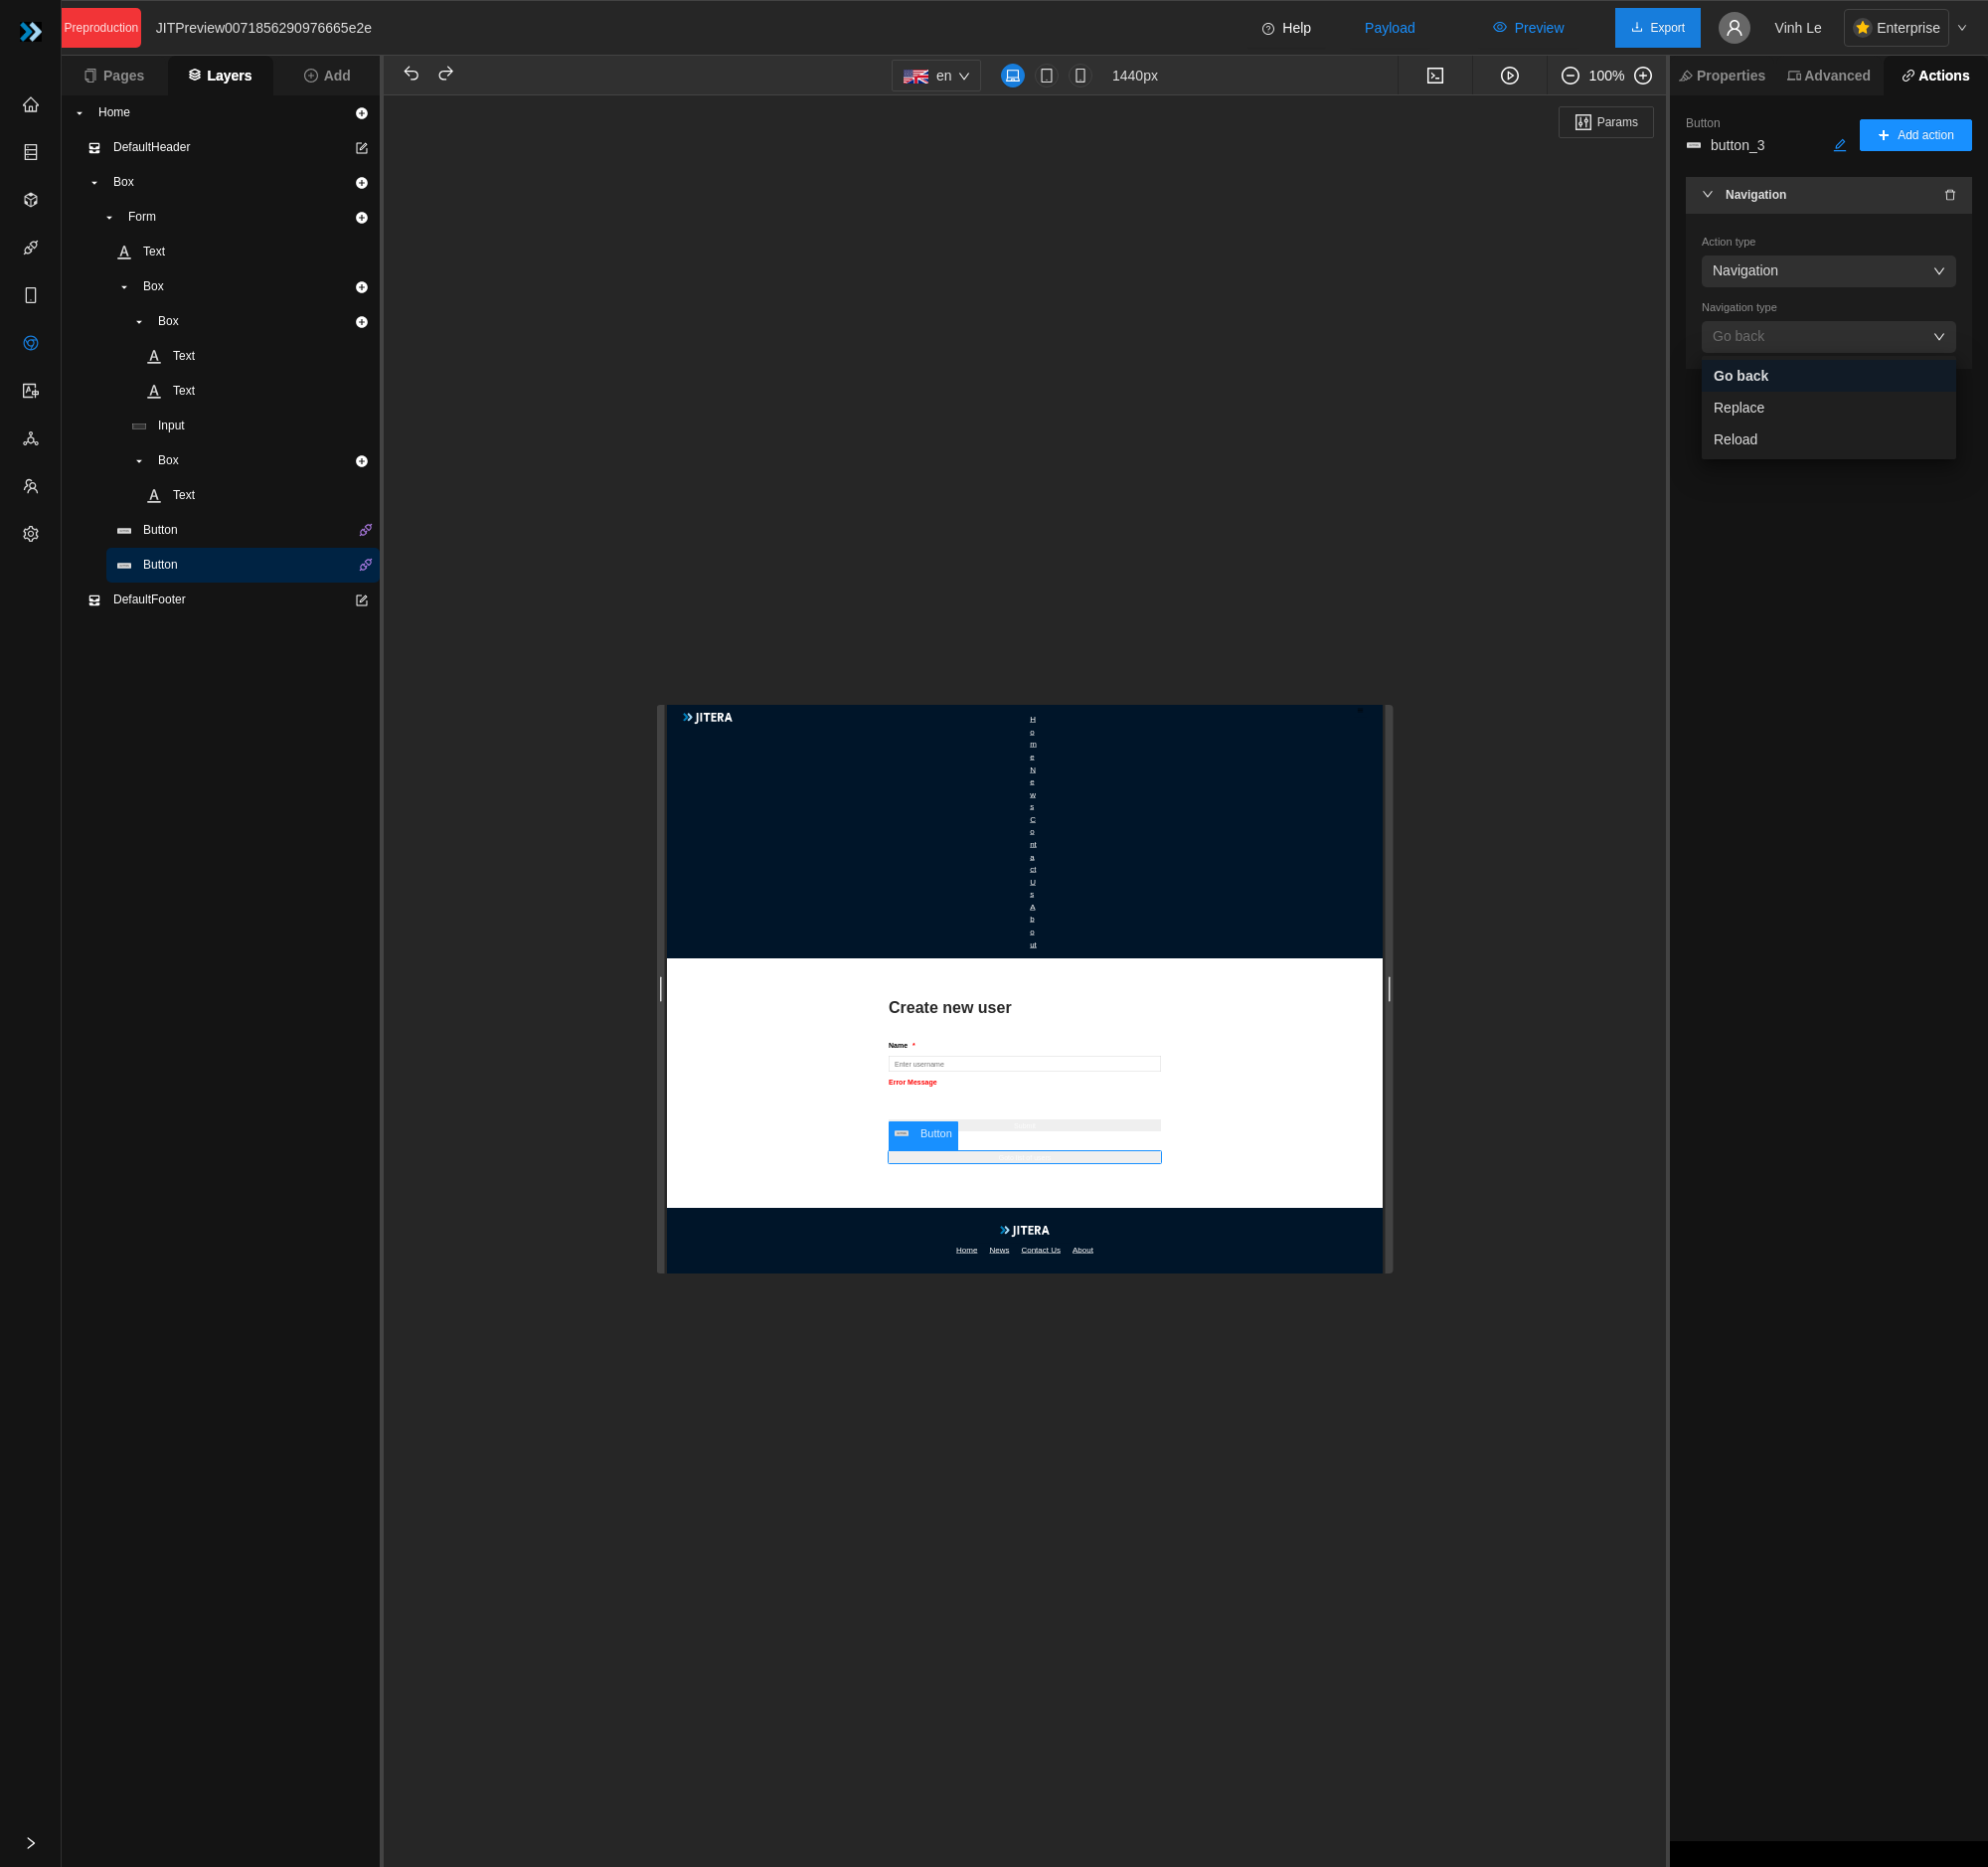 Preproduction
JITPreview0071856290976665e2e
Help
Payload
Preview
Export
Vinh Le
Enterprise
Pages
Layers
Add
en
1440px
100%
Properties
Advanced
Actions
Home
DefaultHeader
Box
Form
Text
Box
Box
Text
Text
Input
Box
Text
Button
Button
DefaultFooter
Params
Button
button_3
Add action
Navigation
Action type
Navigation
Navigation type
Go back
Go back
Replace
Reload
JITERA
H
o
m
e
N
e
w
s
C
o
nt
a
ct
U
s
A
b
o
ut
Create new user
Name *
Enter username
Error Message
Button
JITERA
Home News Contact Us About